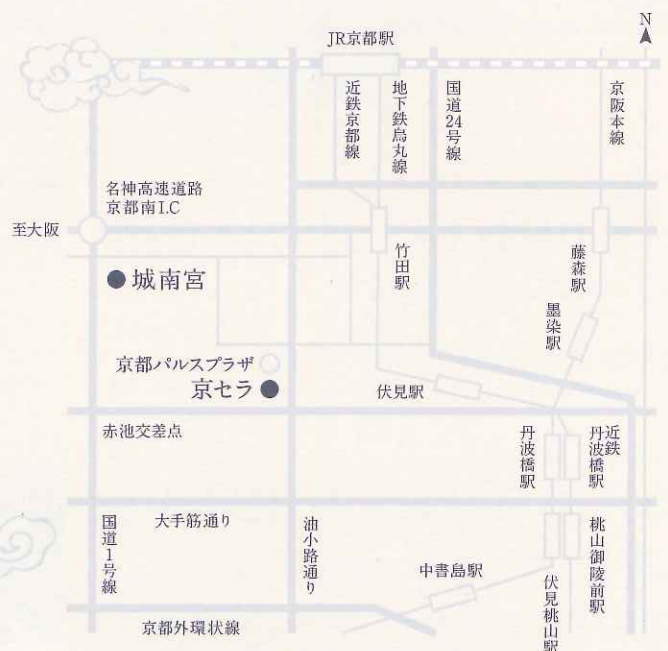 N
JR京都駅
近鉄京都線
地下鉄烏丸線
国道24号線
京阪本線
名神高速道路
京都南I.C
至大阪
竹田駅
藤森駅
城南宮
墨染駅
京都パルスプラザ
京セラ
伏見駅
赤池交差点
丹波橋駅
近鉄
丹波橋駅
大手筋通り
国道1号線
油小路通り
中書島駅
伏見桃山駅
桃山御陵前駅
京都外環状線